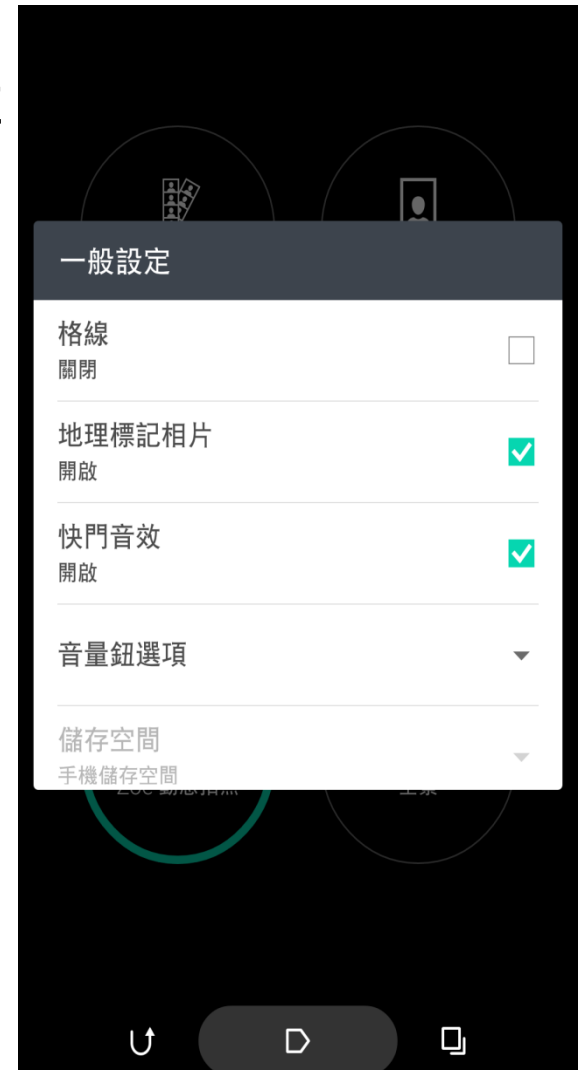 一般設定
格線
關閉
地理標記相片
開啟
快門音效
開啟
音量鈕選項
儲存空間
手機儲存空間